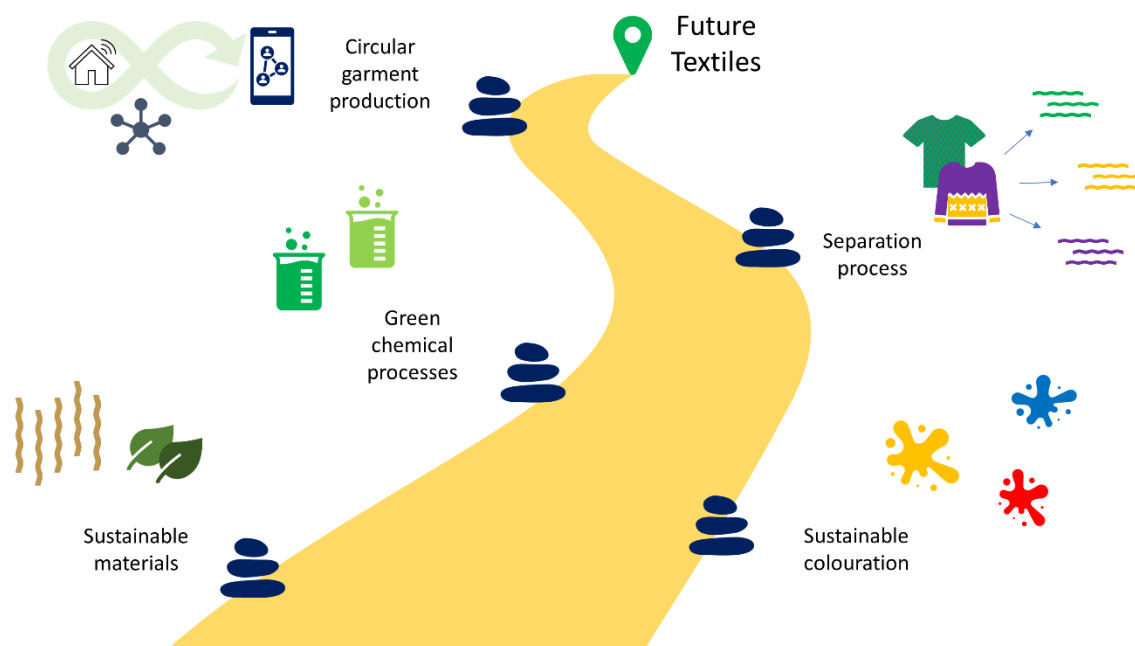 Circular
garment
production
Future
Textiles
Separation
process
Green
chemical
processes
Sustainable
materials
Sustainable
colouration